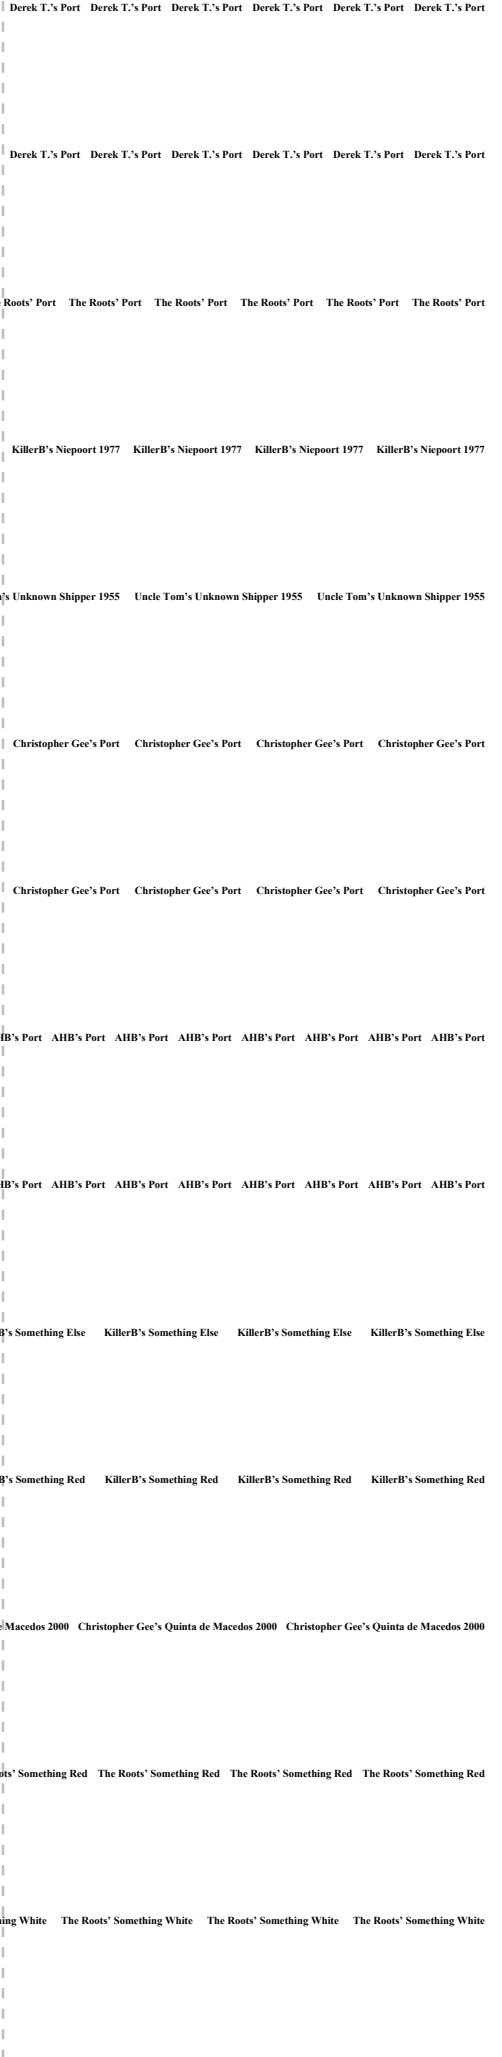 Derek T.’s Port Derek T.’s Port Derek T.’s Port Derek T.’s Port Derek T.’s Port Derek T.’s Port
Derek T.’s Port Derek T.’s Port Derek T.’s Port Derek T.’s Port Derek T.’s Port Derek T.’s Port
Roots’ Port The Roots’ Port The Roots’ Port The Roots’ Port The Roots’ Port The Roots’ Port
KillerB’s Niepoort 1977 KillerB’s Niepoort 1977 KillerB’s Niepoort 1977 KillerB’s Niepoort 1977
’s Unknown Shipper 1955 Uncle Tom’s Unknown Shipper 1955 Uncle Tom’s Unknown Shipper 1955
Christopher Gee’s Port Christopher Gee’s Port Christopher Gee’s Port Christopher Gee’s Port
Christopher Gee’s Port Christopher Gee’s Port Christopher Gee’s Port Christopher Gee’s Port
HB’s Port AHB’s Port AHB’s Port AHB’s Port AHB’s Port AHB’s Port AHB’s Port AHB’s Port
HB’s Port AHB’s Port AHB’s Port AHB’s Port AHB’s Port AHB’s Port AHB’s Port AHB’s Port
B’s Something Else KillerB’s Something Else KillerB’s Something Else KillerB’s Something Else
B’s Something Red KillerB’s Something Red KillerB’s Something Red KillerB’s Something Red
Macedos 2000 Christopher Gee’s Quinta de Macedos 2000 Christopher Gee’s Quinta de Macedos 2000
ots’ Something Red The Roots’ Something Red The Roots’ Something Red The Roots’ Something Red
ing White The Roots’ Something White The Roots’ Something White The Roots’ Something White